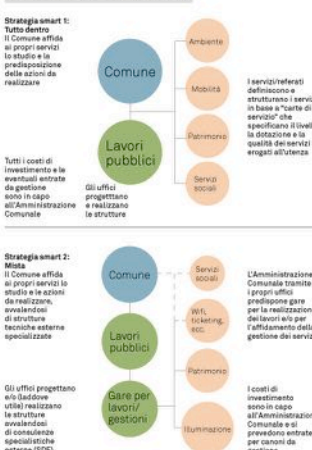 Strategia smart 1:
Tutto dentro
Il Comune affida
ai propri servizi
lo studio e la
predisposizione
delle azioni da
realizzare
Tutti i costi di
investimento e le
eventuali entrate
da gestione
sono in capo
all'Amministrazione
Comunale
Comune
Lavori
pubblici
Gli uffici
progettano
e realizzano
le strutture
Ambiente
Mobilità
Patrimonio
Servizi
sociali
I servizi/referati
definiscono e
strutturano i servizi
in base a "carte di
servizio" che
specificano il livello
la dotazione e la
qualità dei servizi
erogati all'utenza
Strategia smart 2:
Mista
Il Comune affida
ai propri servizi lo
studio e le azioni
da realizzare,
avvalendosi
di strutture
tecniche esterne
specializzate
Gli uffici progettano
e/o (laddove
utile) realizzano
le strutture
avvalendosi
di consulenze
specialistiche
Comune
Lavori
pubblici
Gare per
lavori/
gestioni
Servizi
sociali
Wifi,
ticketing,
ecc.
Patrimonio
Illuminazione
L'Amministrazione
Comunale tramite
i propri uffici
predispone gare
per la realizzazione
dei lavori e/o per
l'affidamento della
gestione dei servizi
I costi di
investimento
sono in capo
all'Amministrazione
Comunale e si
prevedono entrate
per canoni da